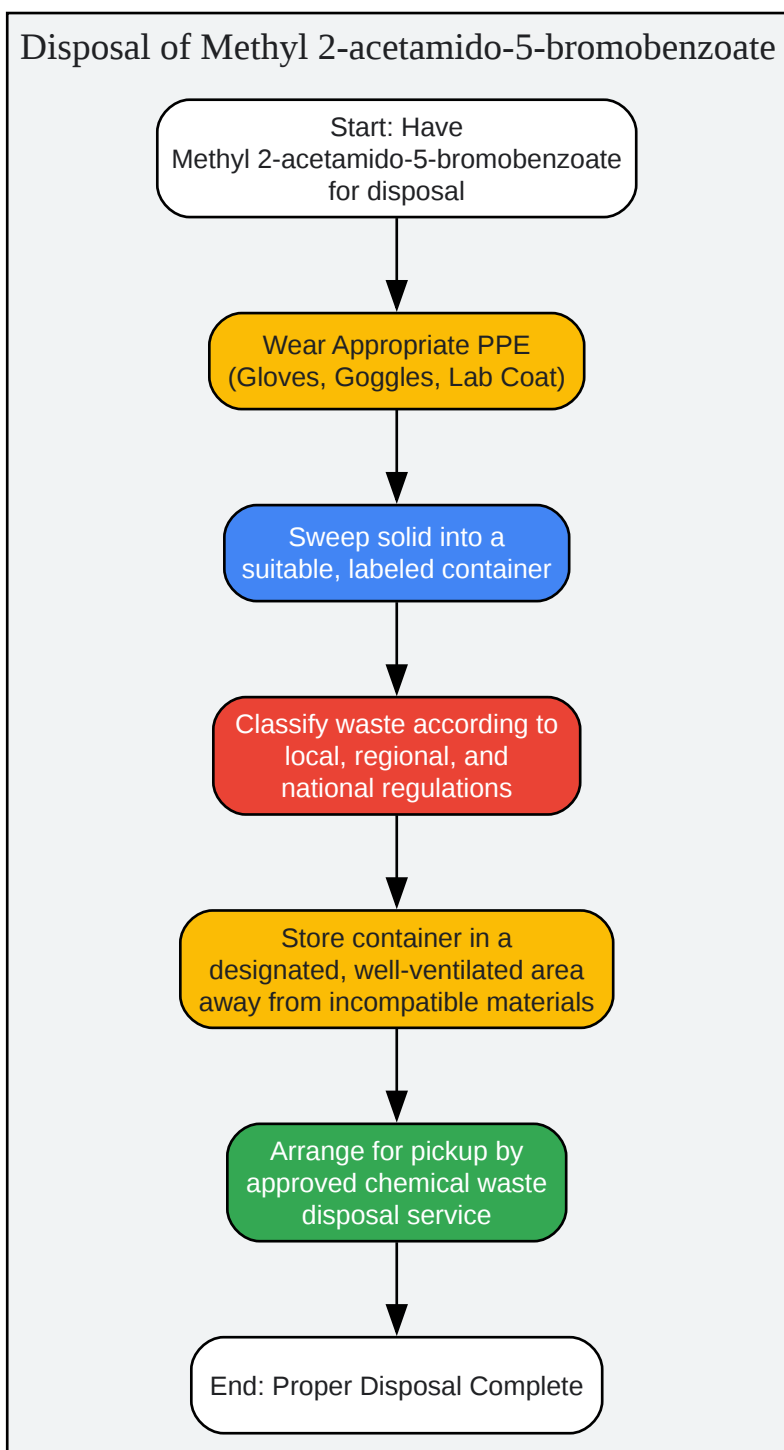 Disposal of Methyl 2-acetamido-5-bromobenzoate
Start: Have
Methyl 2-acetamido-5-bromobenzoate
for disposal
Wear Appropriate PPE
(Gloves, Goggles, Lab Coat)
Sweep solid into a
suitable, labeled container
Classify waste according to
local, regional, and
national regulations
Store container in a
designated, well-ventilated area
away from incompatible materials
Arrange for pickup by
approved chemical waste
disposal service
End: Proper Disposal Complete